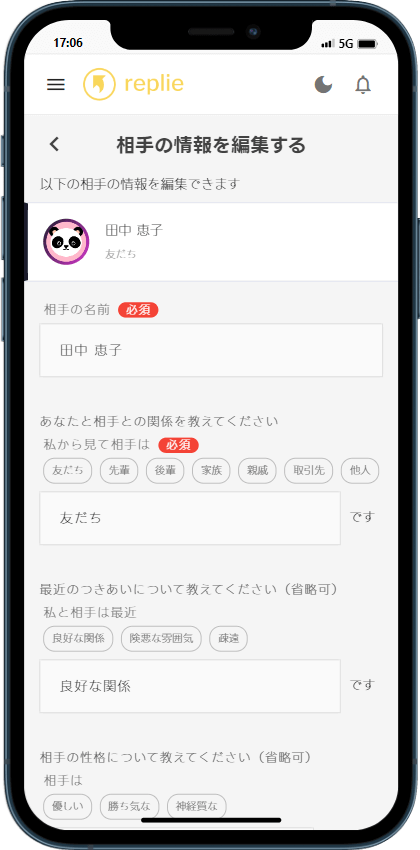 17:06
5G
replie
相手の情報を編集する
以下の相手の情報を編集できます
田中 恵子
友だち
相手の名前 必須
田中 恵子
あなたと相手との関係を教えてください
私から見て相手は 必須
友だち 先輩 後輩 家族 親戚 取引先 他人
友だち です
最近のつきあいについて教えてください（省略可）
私と相手は最近
良好な関係 険悪な雰囲気 疎遠
良好な関係 です
相手の性格について教えてください（省略可）
相手は
優しい 勝ち気な 神経質な